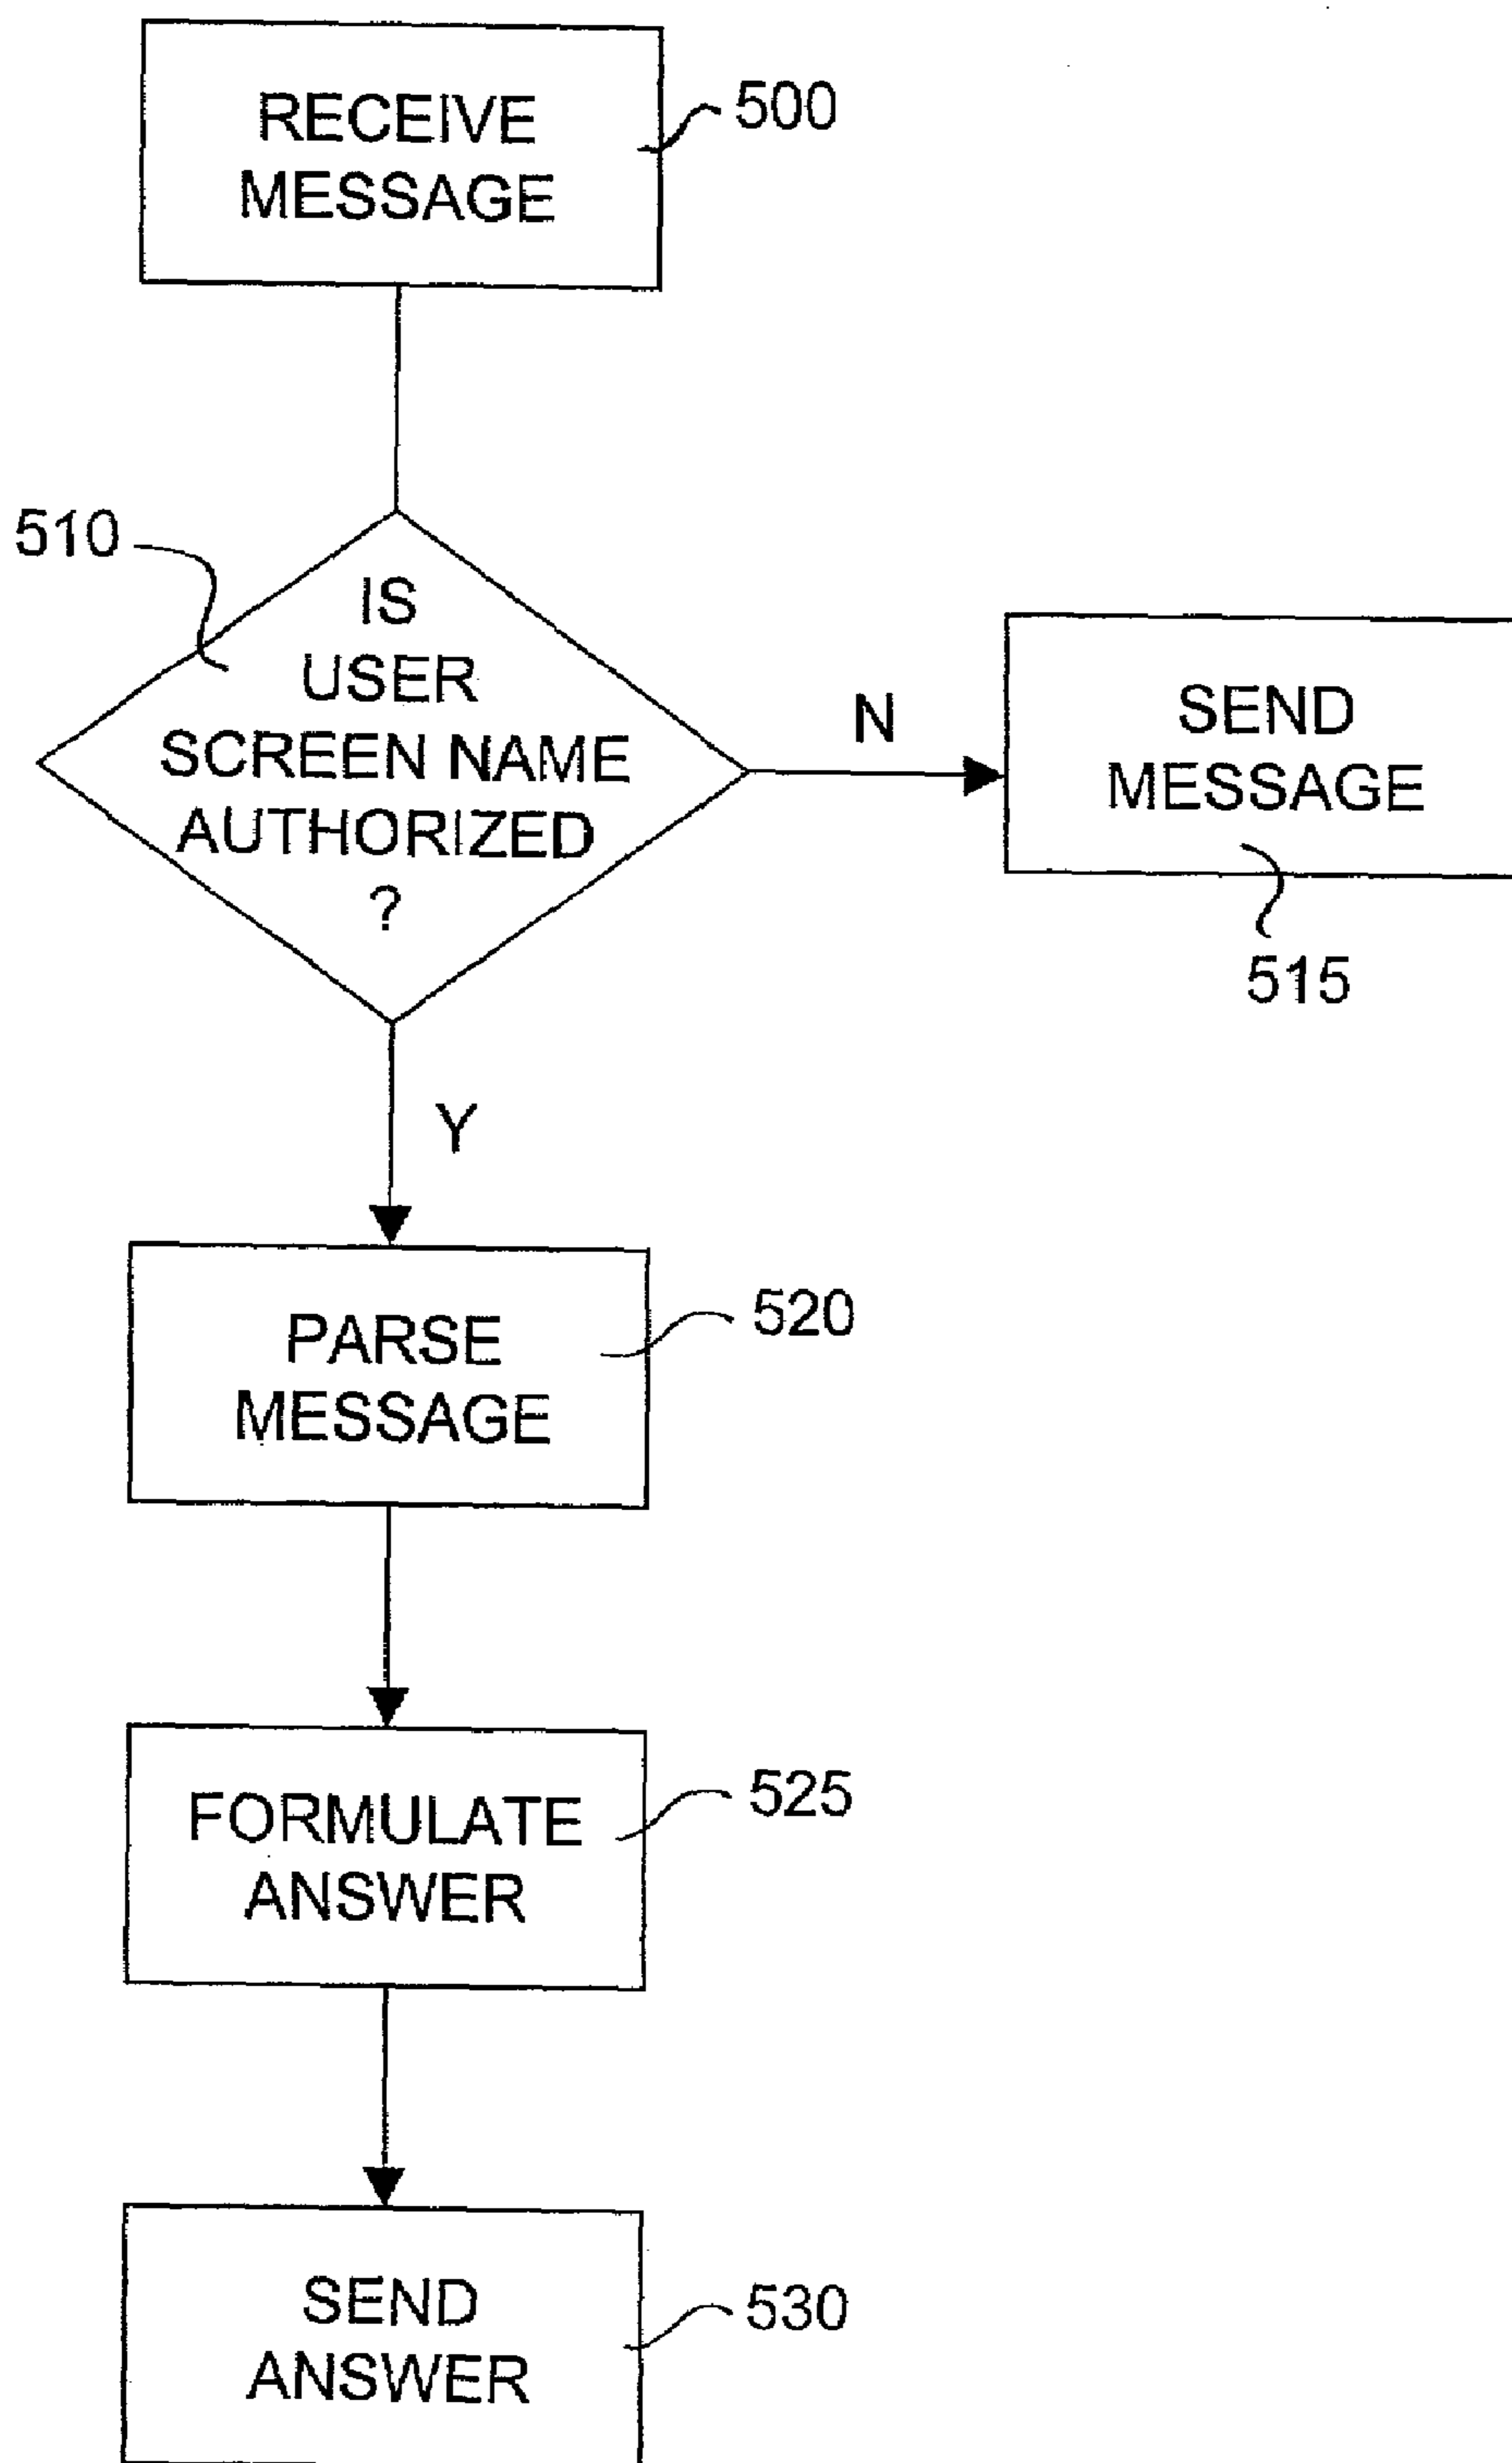 RECEIVE
MESSAGE
500
510
IS
USER
SCREEN NAME
AUTHORIZED
?
N
SEND
MESSAGE
515
Y
PARSE
MESSAGE
520
FORMULATE
ANSWER
525
SEND
ANSWER
530